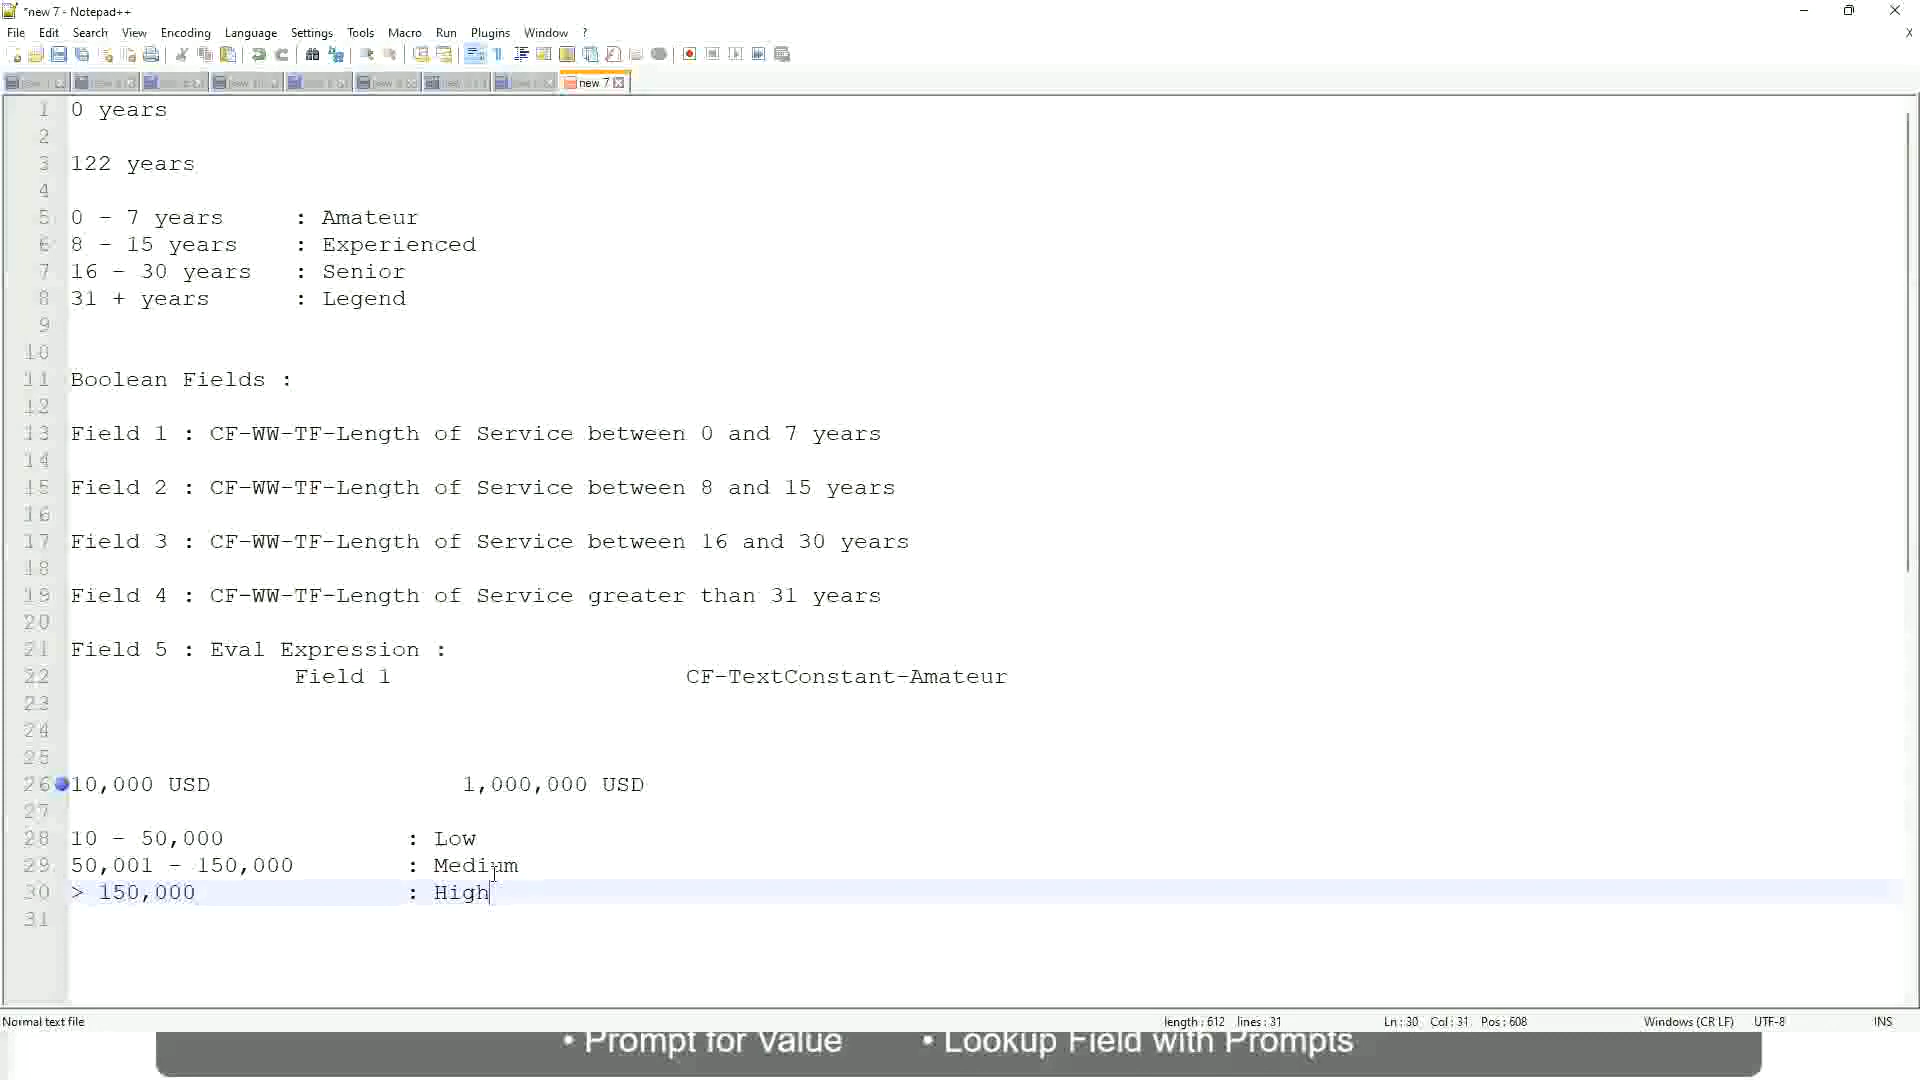 *new 7 - Notepad++
File Edit Search View Encoding Language Settings Tools Macro Run Plugins Window ? X
new 7
1 0 years
2
3 122 years
4
5 0 - 7 years : Amateur
6 8 - 15 years : Experienced
7 16 - 30 years : Senior
8 31 + years : Legend
9
10
11 Boolean Fields :
12
13 Field 1 : CF-WW-TF-Length of Service between 0 and 7 years
14
15 Field 2 : CF-WW-TF-Length of Service between 8 and 15 years
16
17 Field 3 : CF-WW-TF-Length of Service between 16 and 30 years
18
19 Field 4 : CF-WW-TF-Length of Service greater than 31 years
20
21 Field 5 : Eval Expression :
22 Field 1 CF-TextConstant-Amateur
23
24
25
26 10,000 USD 1,000,000 USD
27
28 10 - 50,000 : Low
29 50,001 - 150,000 : Medium
30 > 150,000 : High
31
Normal text file length : 612 lines : 31 Ln : 30 Col : 31 Pos : 608 Windows (CR LF) UTF-8 INS
• Prompt for Value • Lookup Field with Prompts